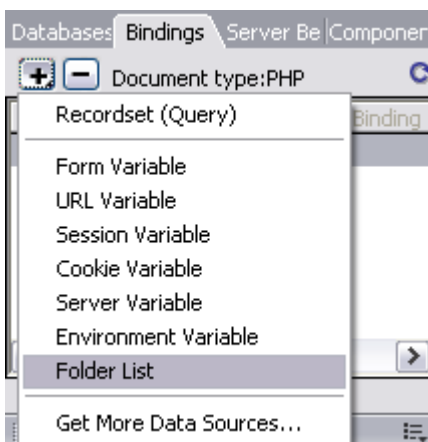 Databases Bindings Server Be Componer
Document type:PHP
Recordset (Query)
Binding
Form Variable
URL Variable
Session Variable
Cookie Variable
Server Variable
Environment Variable
Folder List
Get More Data Sources...